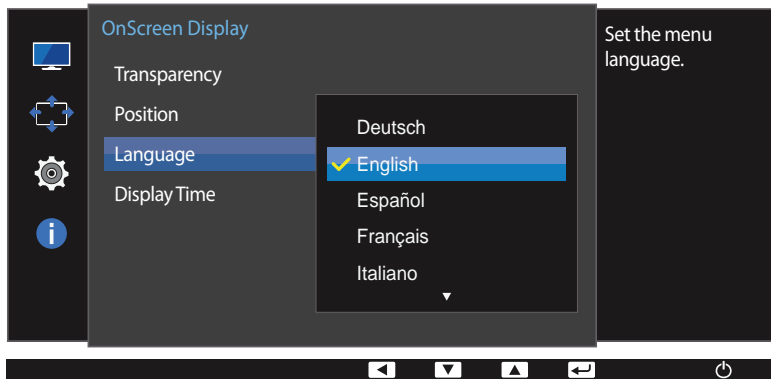 OnScreen Display
Transparency
Position
Language
Display Time
Deutsch
English
Español
Français
Italiano
Set the menu
language.